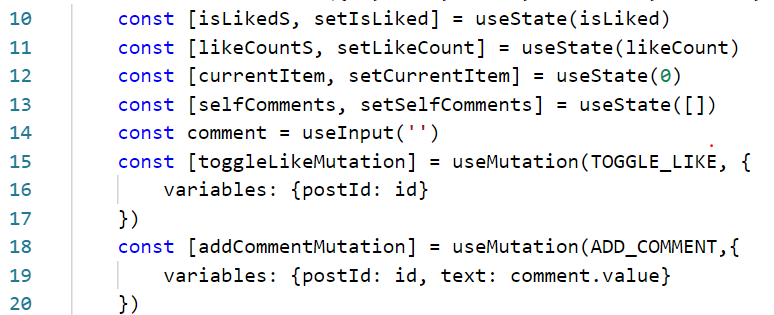 10 const [isLikedS, setIsLiked] = useState(isLiked)
11 const [likeCountS, setLikeCount] = useState(likeCount)
12 const [currentItem, setCurrentItem] = useState(0)
13 const [selfComments, setSelfComments] = useState([])
14 const comment = useInput('')
15 const [toggleLikeMutation] = useMutation(TOGGLE_LIKE, {
16 variables: {postId: id}
17 })
18 const [addCommentMutation] = useMutation(ADD_COMMENT,{
19 variables: {postId: id, text: comment.value}
20 })